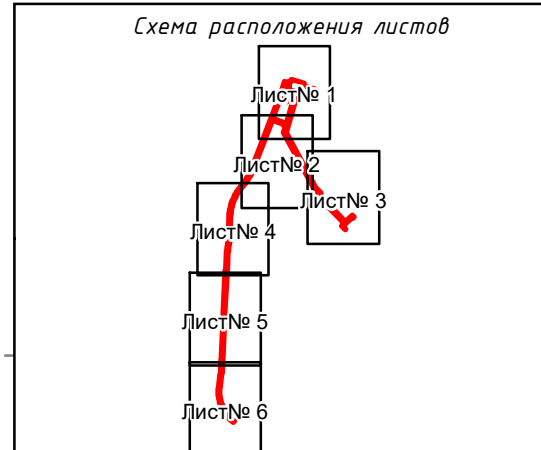 Схема расположения листов
Лист№ 1
Лист№ 2
Лист№ 3
Лист№ 4
Лист№ 5
Лист№ 6